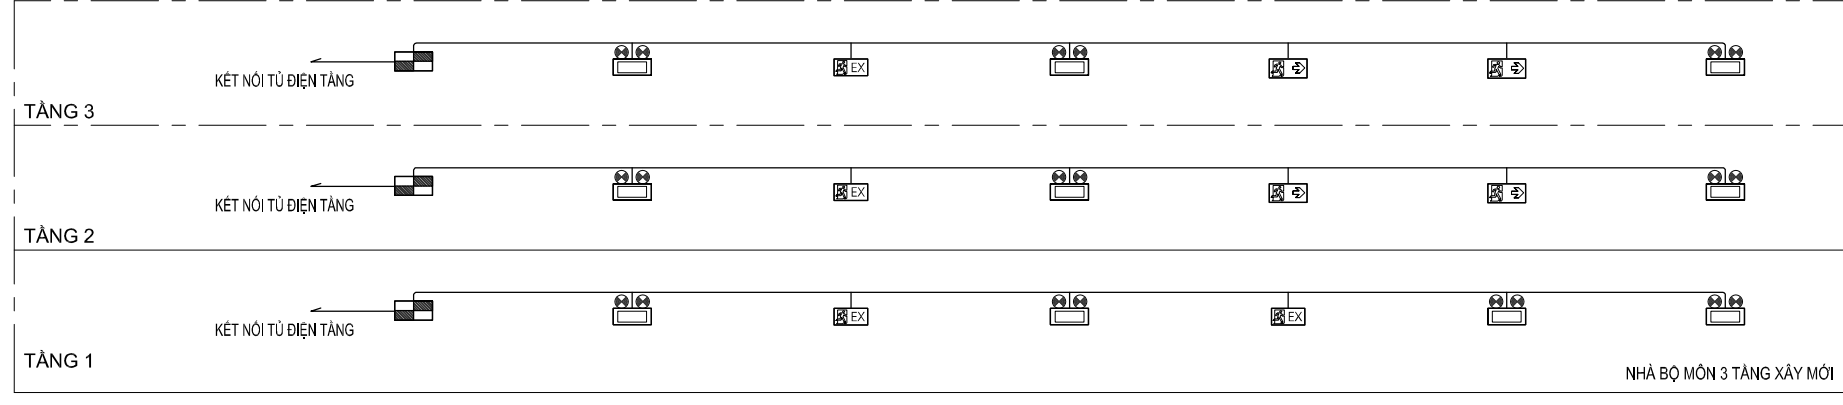 KẾT NỐI TỦ ĐIỆN TẦNG
EX
TẦNG 3
KẾT NỐI TỦ ĐIỆN TẦNG
EX
TẦNG 2
KẾT NỐI TỦ ĐIỆN TẦNG
EX
EX
TẦNG 1
NHÀ BỘ MÔN 3 TẦNG XÂY MỚI